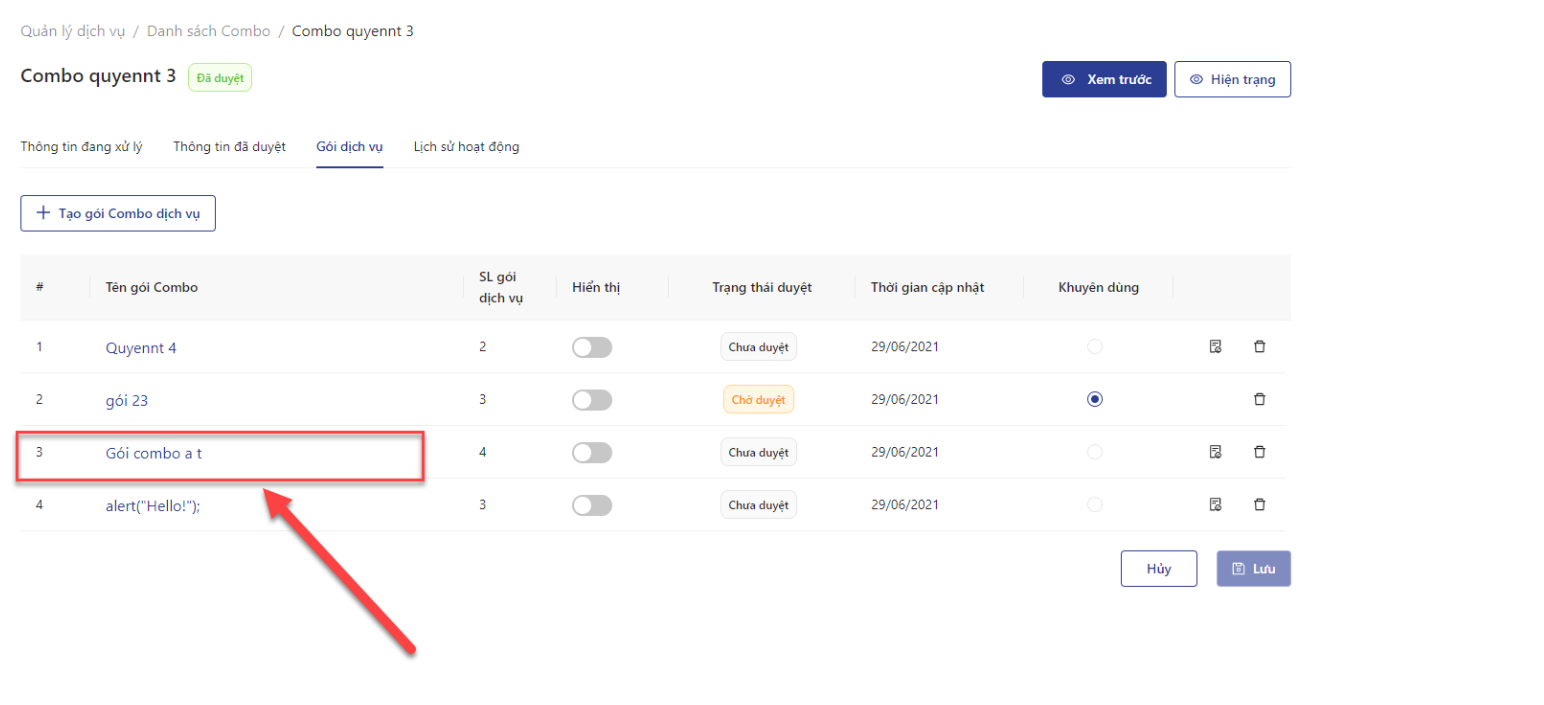 Quản lý dịch vụ / Danh sách Combo / Combo quyennt 3
Combo quyennt 3 Đã duyệt
Xem trước Hiện trạng
Thông tin đang xử lý Thông tin đã duyệt Gói dịch vụ Lịch sử hoạt động
+ Tạo gói Combo dịch vụ
# Tên gói Combo SL gói dịch vụ Hiển thị Trạng thái duyệt Thời gian cập nhật Khuyên dùng
1 Quyennt 4 2 Chưa duyệt 29/06/2021
2 gói 23 3 Chờ duyệt 29/06/2021
3 Gói combo a t 4 Chưa duyệt 29/06/2021
4 alert("Hello!"); 3 Chưa duyệt 29/06/2021
Hủy Lưu